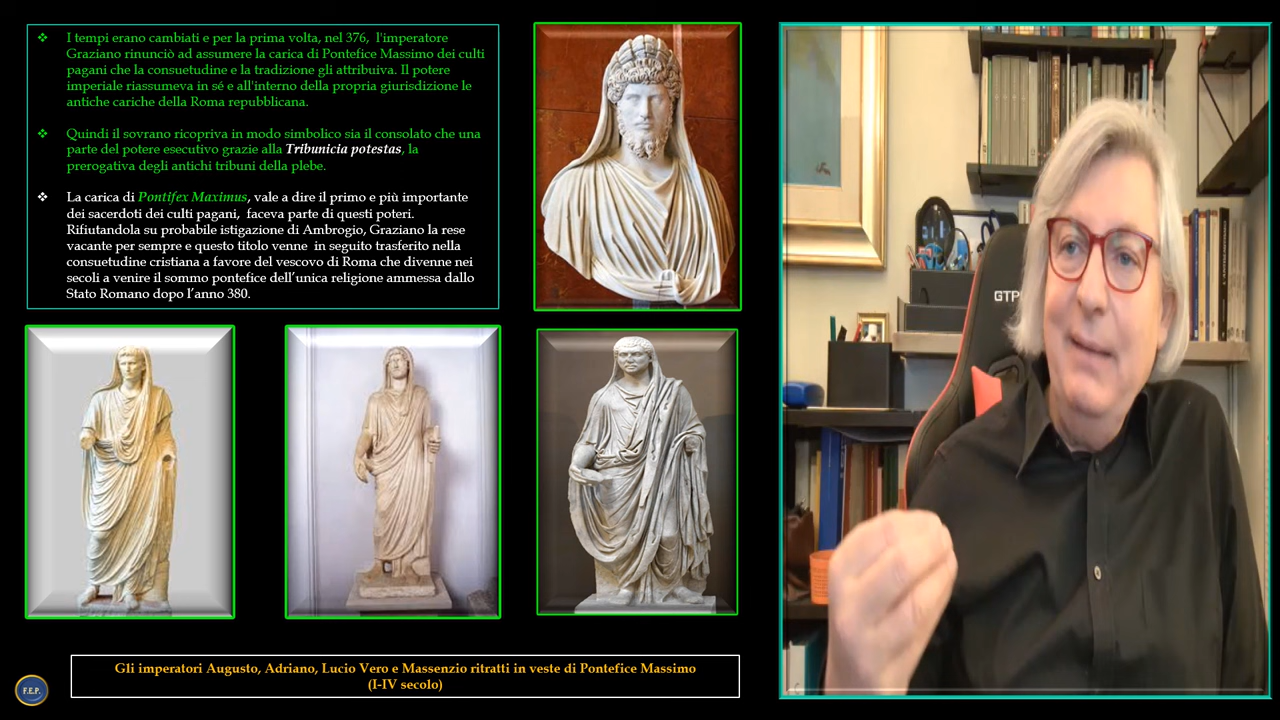 ❖ I tempi erano cambiati e per la prima volta, nel 376, l'imperatore
Graziano rinunciò ad assumere la carica di Pontefice Massimo dei culti
pagani che la consuetudine e la tradizione gli attribuiva. Il potere
imperiale riassumeva in sé e all'interno della propria giurisdizione le
antiche cariche della Roma repubblicana.
❖ Quindi il sovrano ricopriva in modo simbolico sia il consolato che una
parte del potere esecutivo grazie alla Tribunicia potestas, la
prerogativa degli antichi tribuni della plebe.
❖ La carica di Pontifex Maximus, vale a dire il primo e più importante
dei sacerdoti dei culti pagani, faceva parte di questi poteri.
Rifiutandola su probabile istigazione di Ambrogio, Graziano la rese
vacante per sempre e questo titolo venne in seguito trasferito nella
consuetudine cristiana a favore del vescovo di Roma che divenne nei
secoli a venire il sommo pontefice dell'unica religione ammessa dallo
Stato Romano dopo l'anno 380.
GTP
Gli imperatori Augusto, Adriano, Lucio Vero e Massenzio ritratti in veste di Pontefice Massimo
(I-IV secolo)
F.E.P.